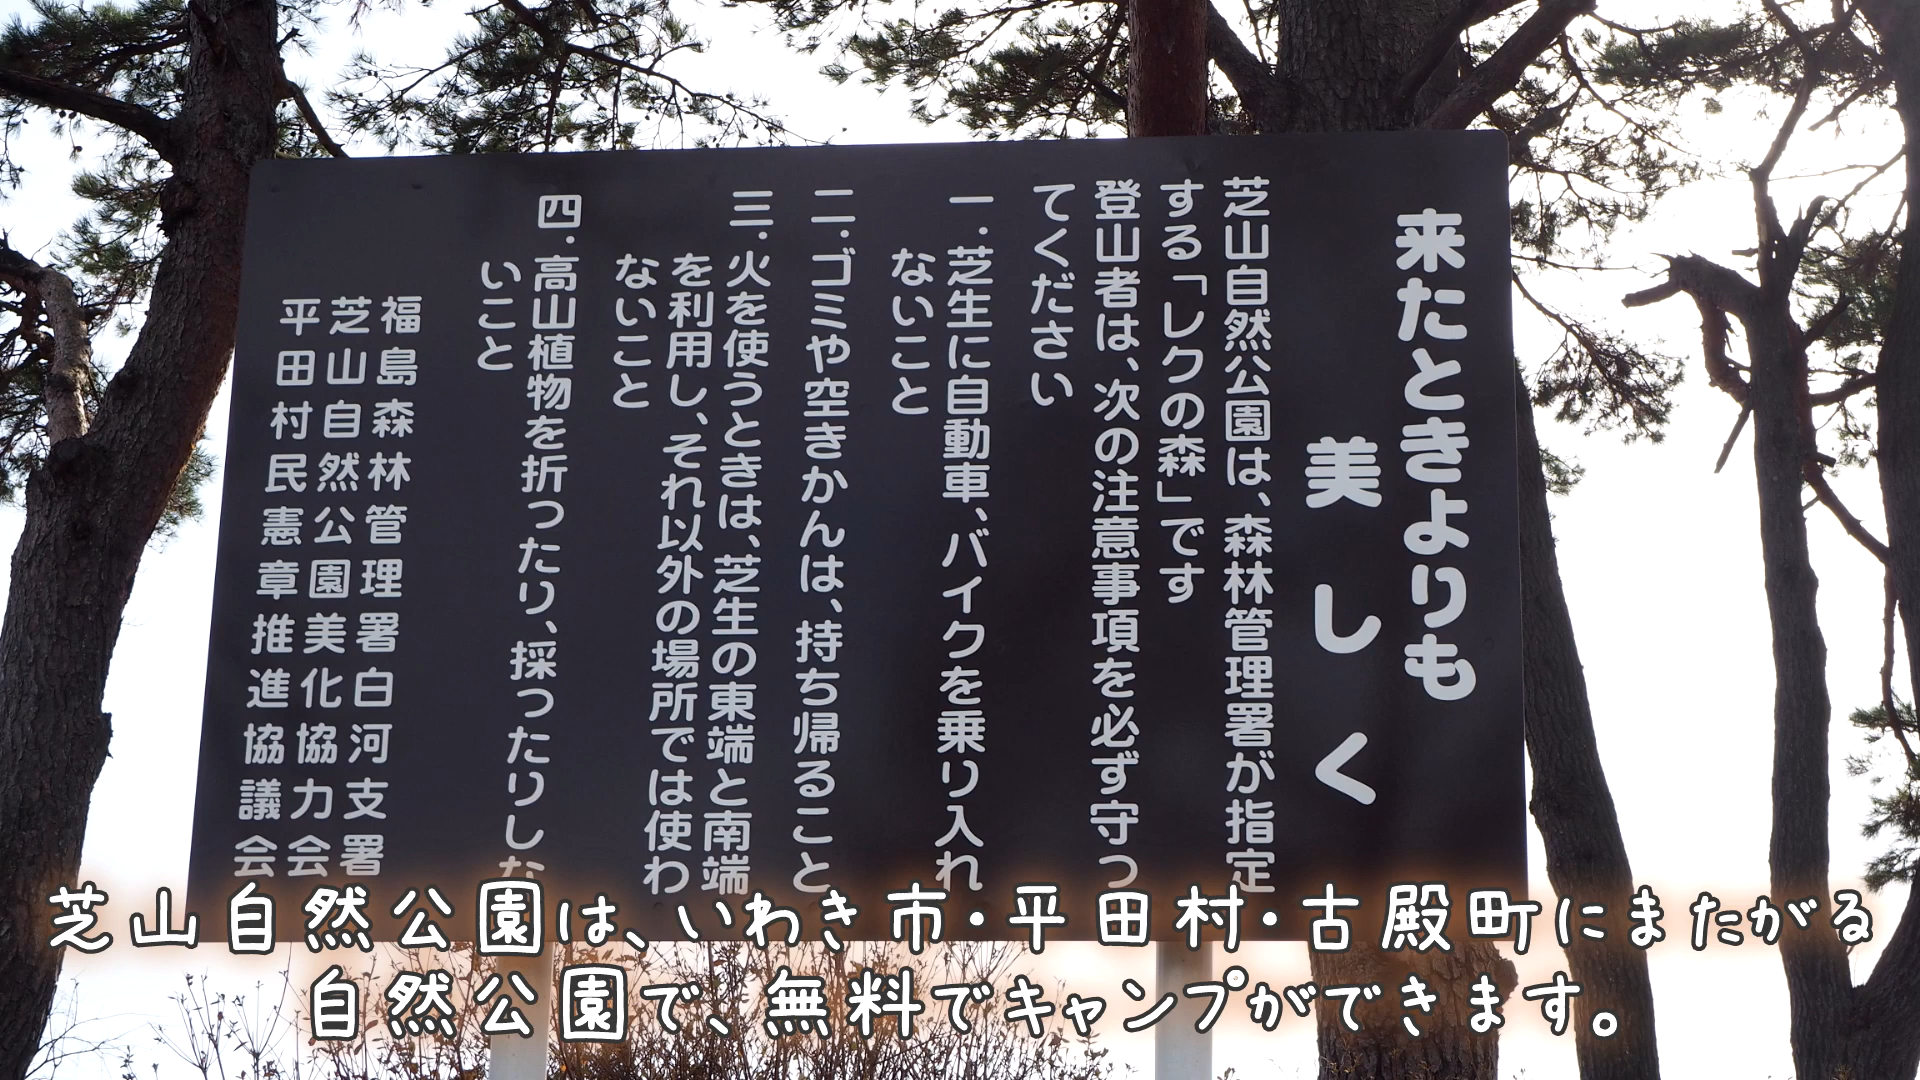 来たときよりも
美しく
芝山自然公園は、森林管理署が指定
する「レクの森」です
登山者は、次の注意事項を必ず守っ
てください
一.芝生に自動車、バイクを乗り入れ
ないこと
二.ゴミや空きかんは、持ち帰ること
三.火を使うときは、芝生の東端と南端
を利用し、それ以外の場所では使わ
ないこと
四.高山植物を折ったり、採ったりしな
いこと
福島森林管理署白河支署
芝山自然公園美化協力会
平田村民憲章推進協議会
芝山自然公園は、いわき市・平田村・古殿町にまたがる
自然公園で、無料でキャンプができます。